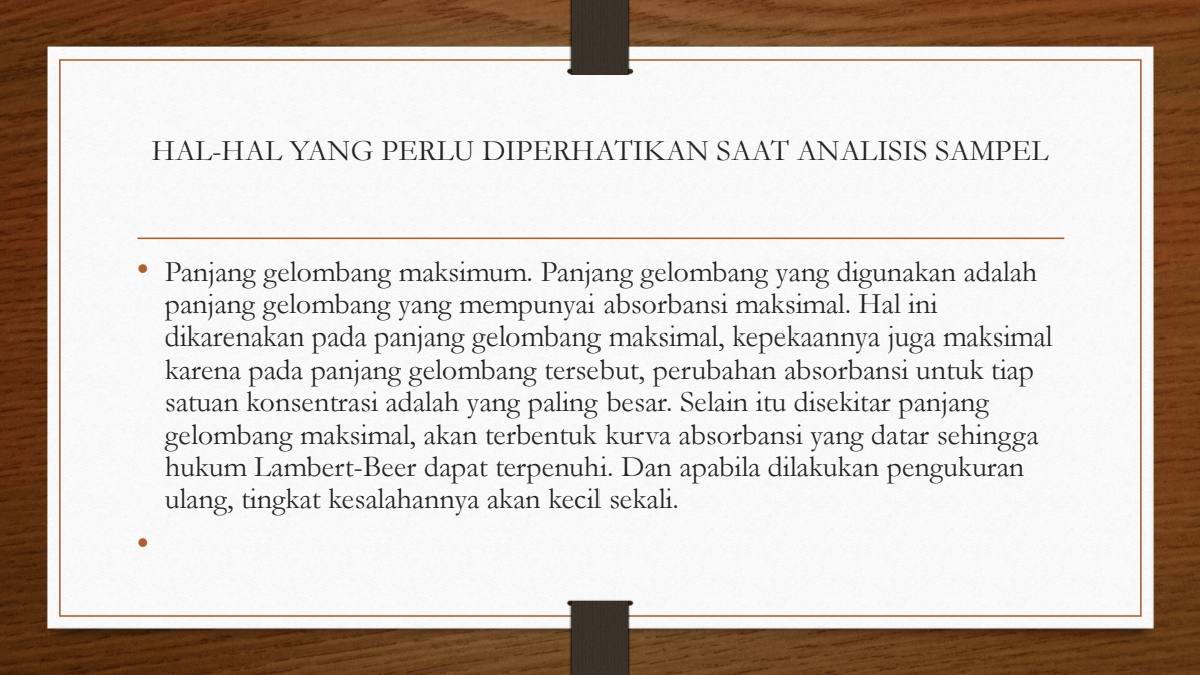 HAL-HAL YANG PERLU DIPERHATIKAN SAAT ANALISIS SAMPEL
• Panjang gelombang maksimum. Panjang gelombang yang digunakan adalah
panjang gelombang yang mempunyai absorbansi maksimal. Hal ini
dikarenakan pada panjang gelombang maksimal, kepekaannya juga maksimal
karena pada panjang gelombang tersebut, perubahan absorbansi untuk tiap
satuan konsentrasi adalah yang paling besar. Selain itu disekitar panjang
gelombang maksimal, akan terbentuk kurva absorbansi yang datar sehingga
hukum Lambert-Beer dapat terpenuhi. Dan apabila dilakukan pengukuran
ulang, tingkat kesalahannya akan kecil sekali.
•